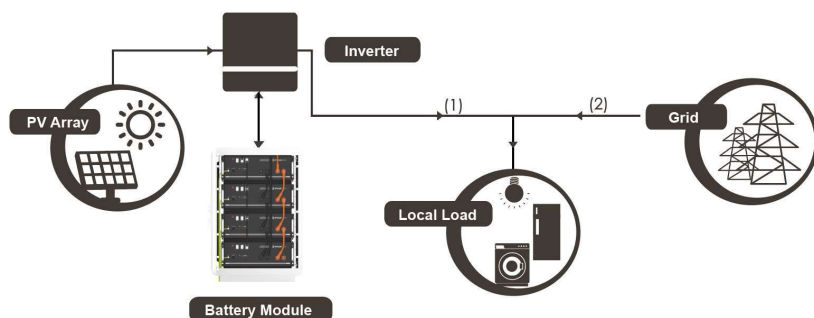 Inverter
PV Array
(1)
(2)
Grid
Local Load
Battery Module